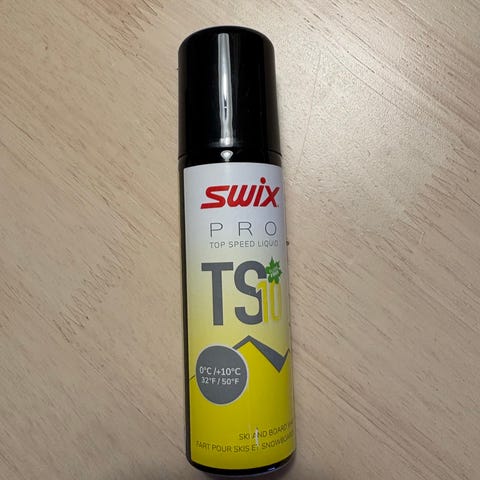 SWIX
PRO
TOP SPEED LIQUID
TS10
0°C/+10°C
32°F/50°F
SKI AND BOARD
FART POUR SKIS ET SNOWBOARD